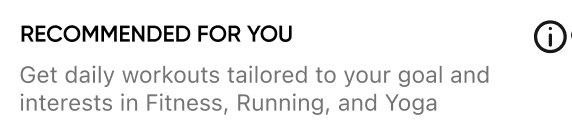 RECOMMENDED FOR YOU
Get daily workouts tailored to your goal and
interests in Fitness, Running, and Yoga